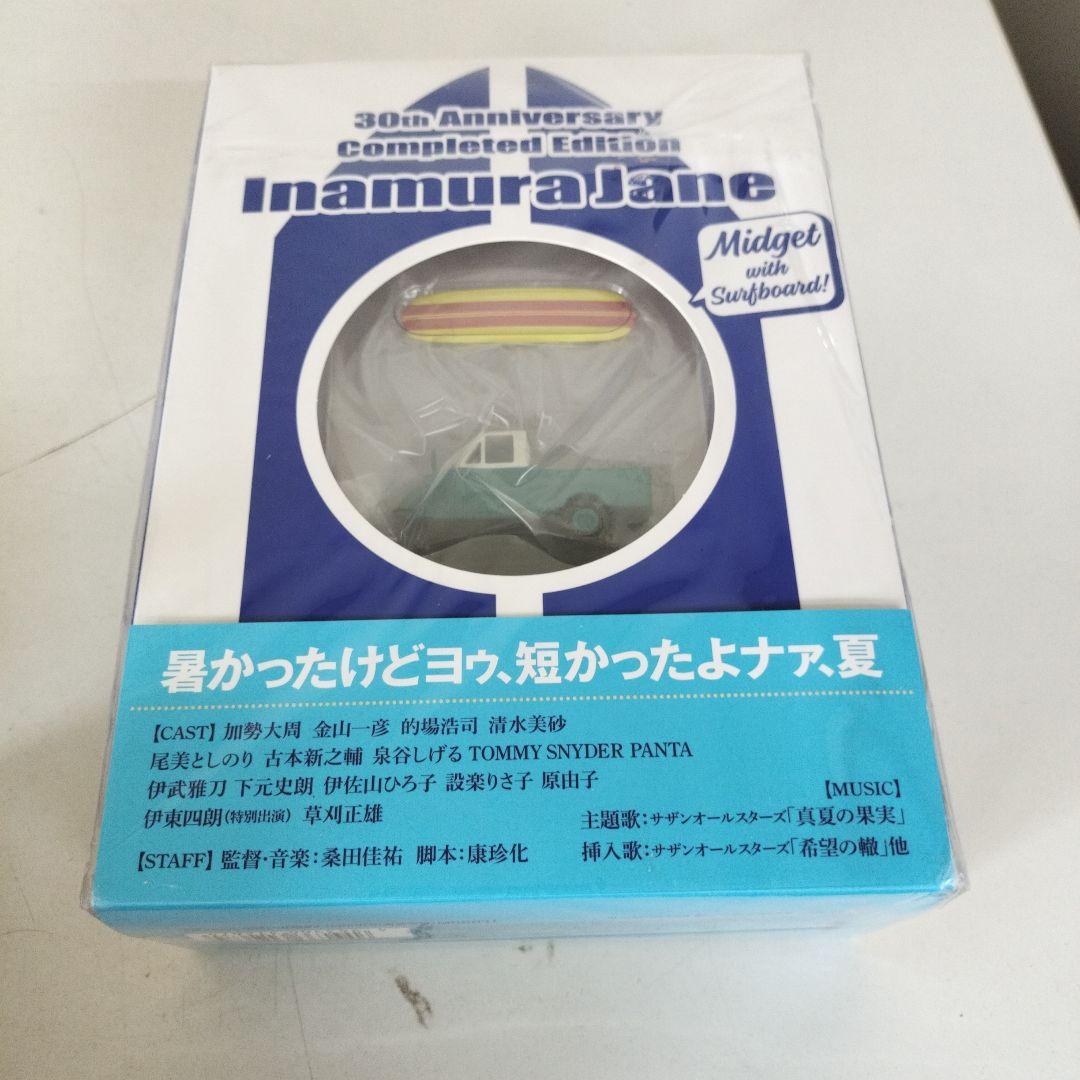 30th Anniversary
Completed Edition
Inamura Jane
Midget
with
Surfboard!
暑かったけどヨゥ、短かったよナァ、夏
【CAST】 加勢大周 金山一彦 的場浩司 清水美砂
尾美としのり 古本新之輔 泉谷しげる TOMMY SNYDER PANTA
伊武雅刀 下元史朗 伊佐山ひろ子 設楽りさ子 原由子
伊東四朗(特別出演) 草刈正雄
【STAFF】 監督・音楽:桑田佳祐 脚本:康珍化
【MUSIC】
主題歌:サザンオールスターズ「真夏の果実」
挿入歌:サザンオールスターズ「希望の轍」他